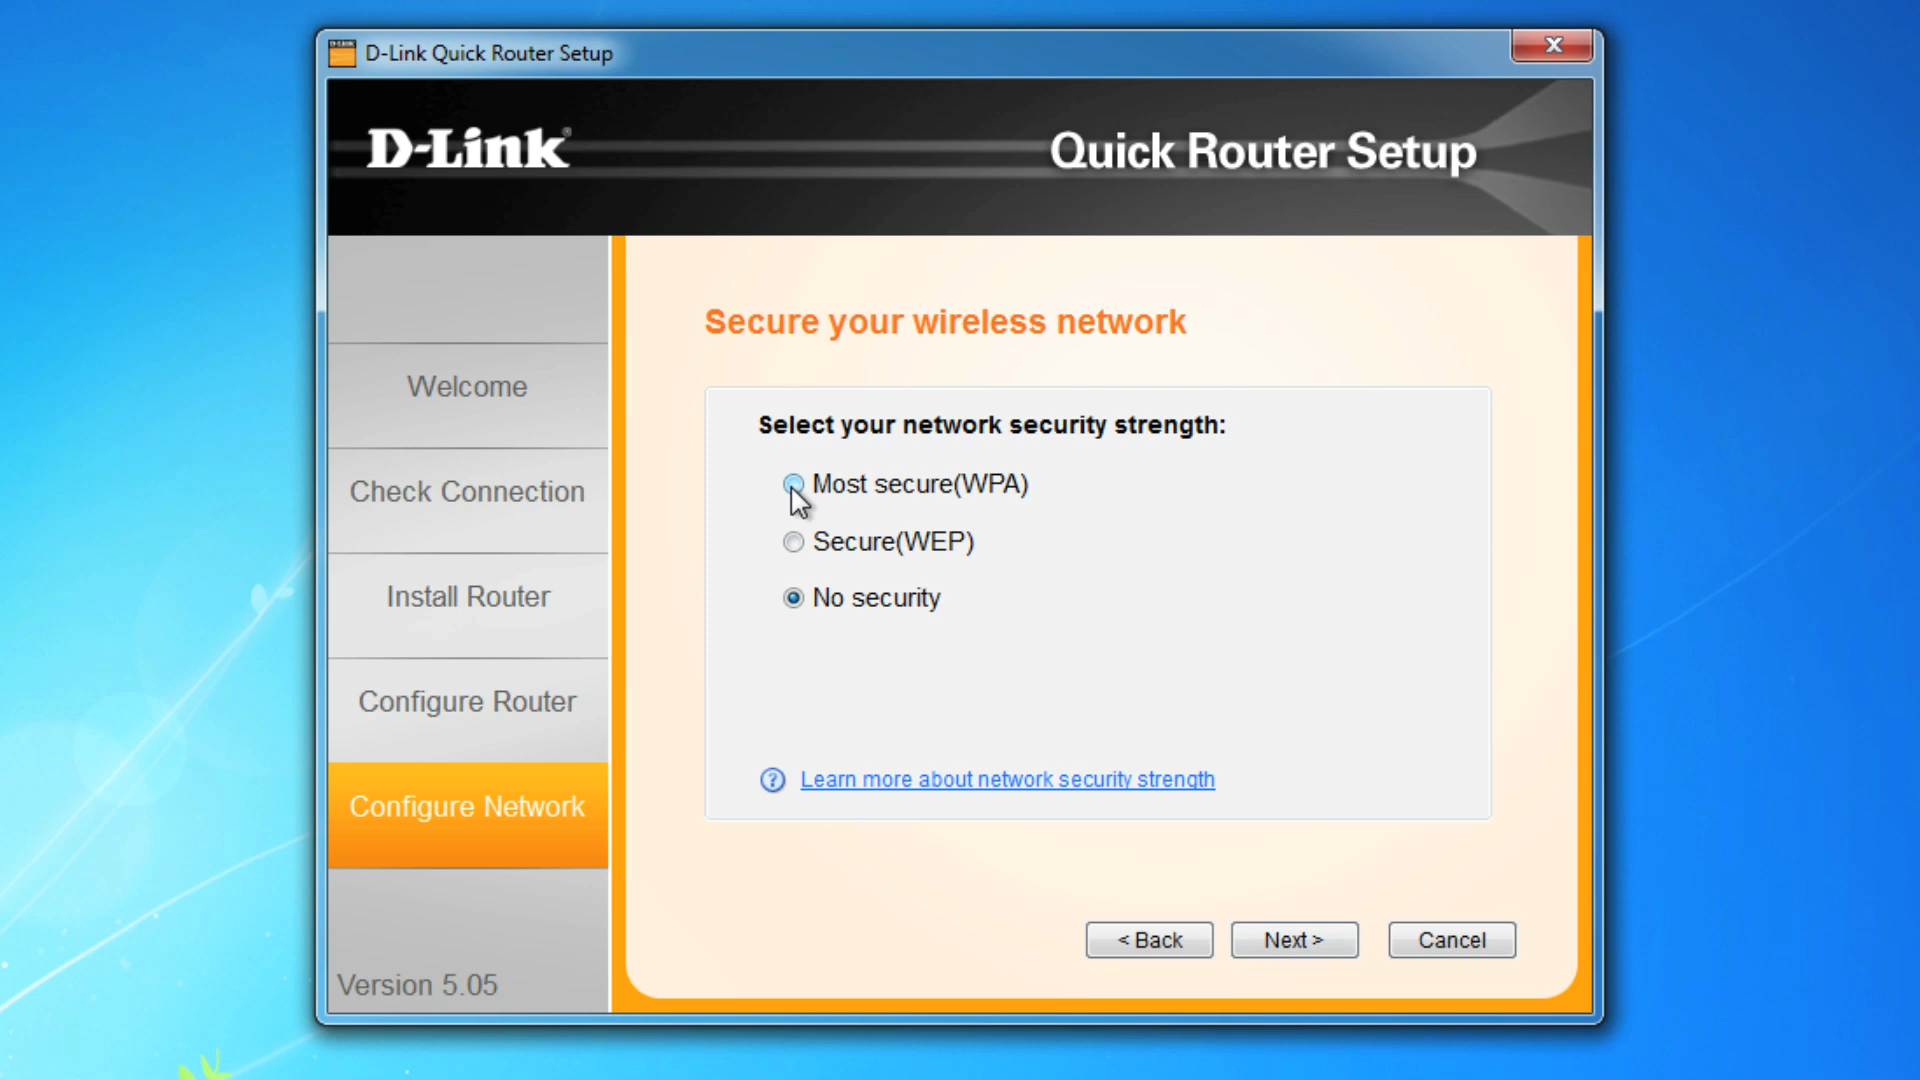 D-Link Quick Router Setup
X
D-Link®
Quick Router Setup
Welcome
Check Connection
Install Router
Configure Router
Configure Network
Version 5.05
Secure your wireless network
Select your network security strength:
Most secure(WPA)
Secure(WEP)
No security
? Learn more about network security strength
< Back
Next >
Cancel